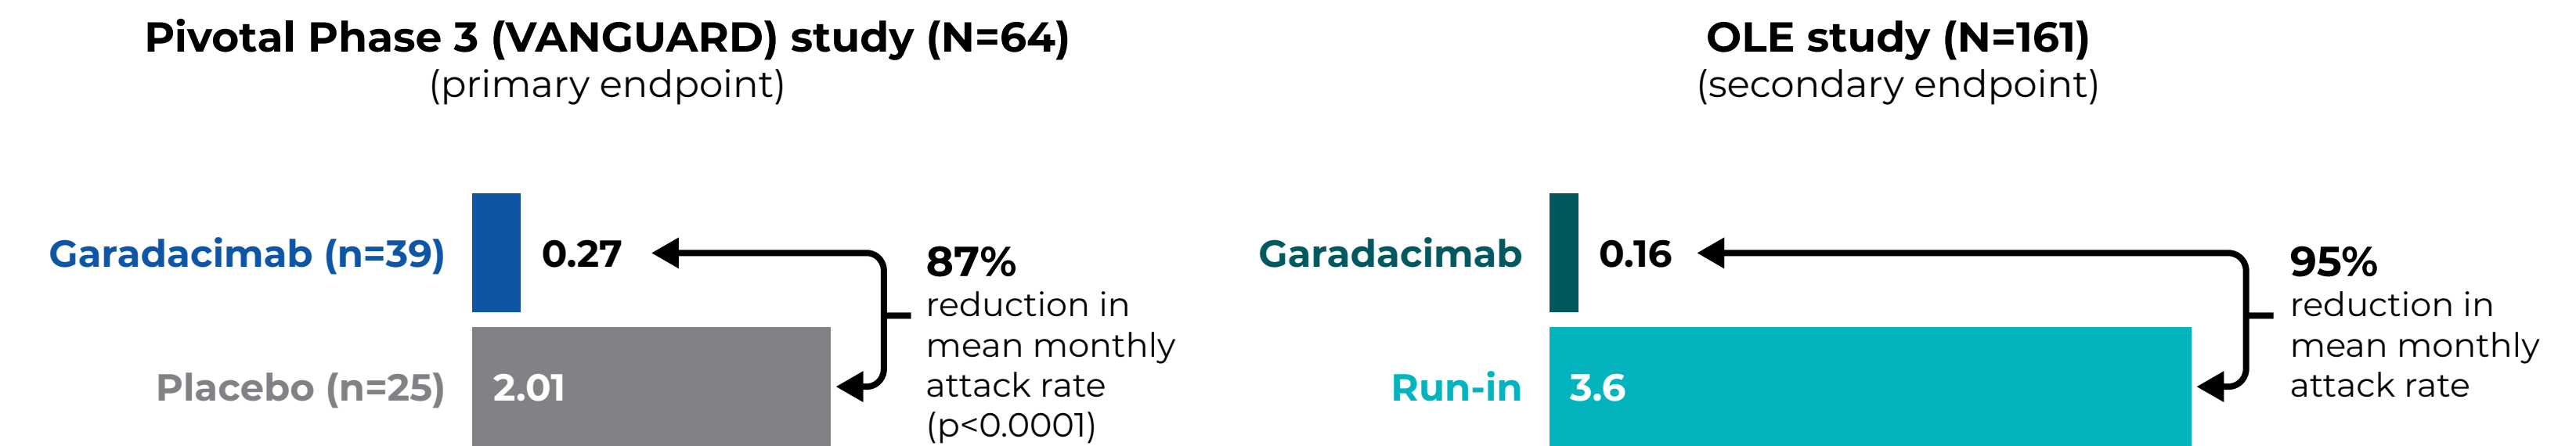 Pivotal Phase 3 (VANGUARD) study (N=64)
(primary endpoint)
Garadacimab (n=39)
0.27
Placebo (n=25)
2.01
87%
reduction in
mean monthly
attack rate
(p<0.0001)
OLE study (N=161)
(secondary endpoint)
Garadacimab
0.16
Run-in
3.6
95%
reduction in
mean monthly
attack rate